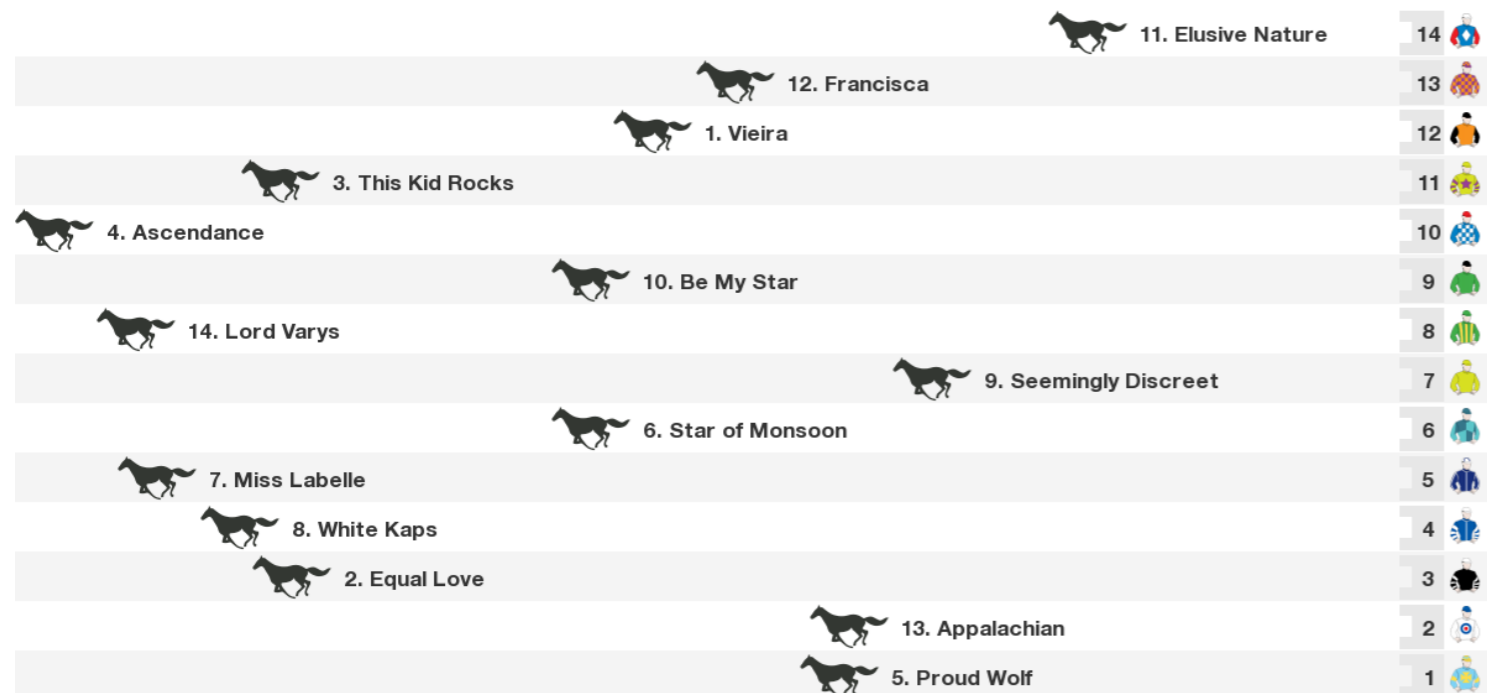 11. Elusive Nature 14
12. Francisca 13
1. Vieira 12
3. This Kid Rocks 11
4. Ascendance 10
10. Be My Star 9
14. Lord Varys 8
9. Seemingly Discreet 7
6. Star of Monsoon 6
7. Miss Labelle 5
8. White Kaps 4
2. Equal Love 3
13. Appalachian 2
5. Proud Wolf 1